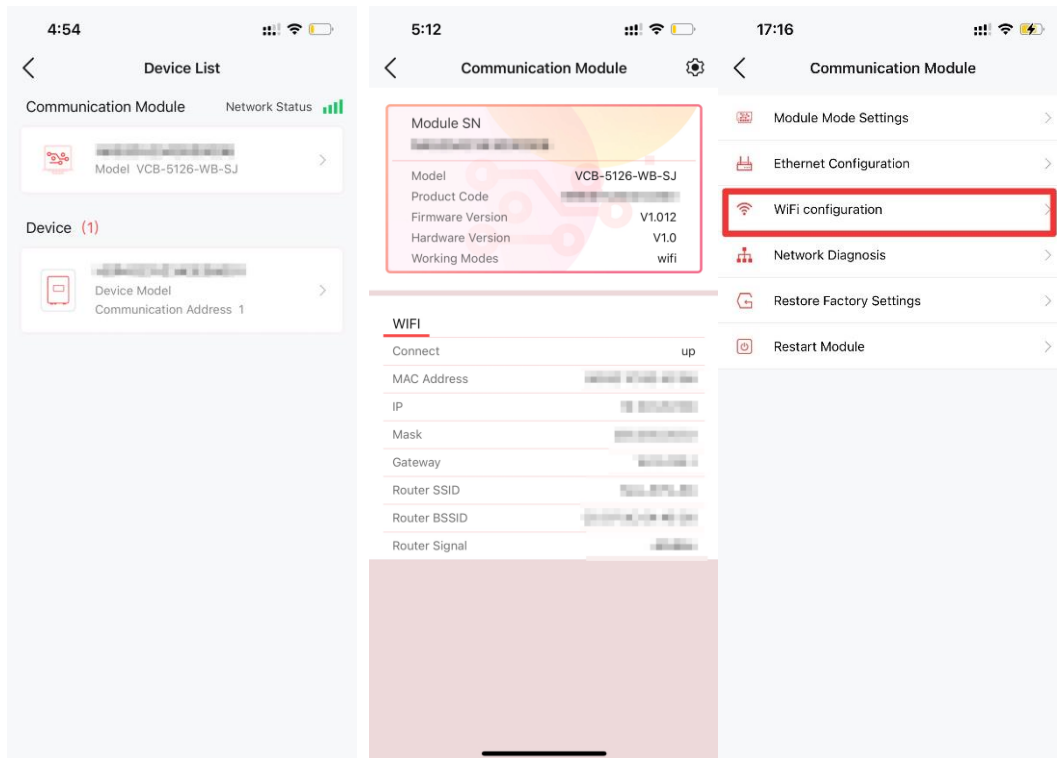 4:54
Device List
Communication Module Network Status
Model VCB-5126-WB-SJ
Device (1)
Device Model
Communication Address 1
5:12
Communication Module
Module SN
Model VCB-5126-WB-SJ
Product Code
Firmware Version V1.012
Hardware Version V1.0
Working Modes wifi
WIFI
Connect up
MAC Address
IP
Mask
Gateway
Router SSID
Router BSSID
Router Signal
17:16
Communication Module
Module Mode Settings
Ethernet Configuration
WiFi configuration
Network Diagnosis
Restore Factory Settings
Restart Module